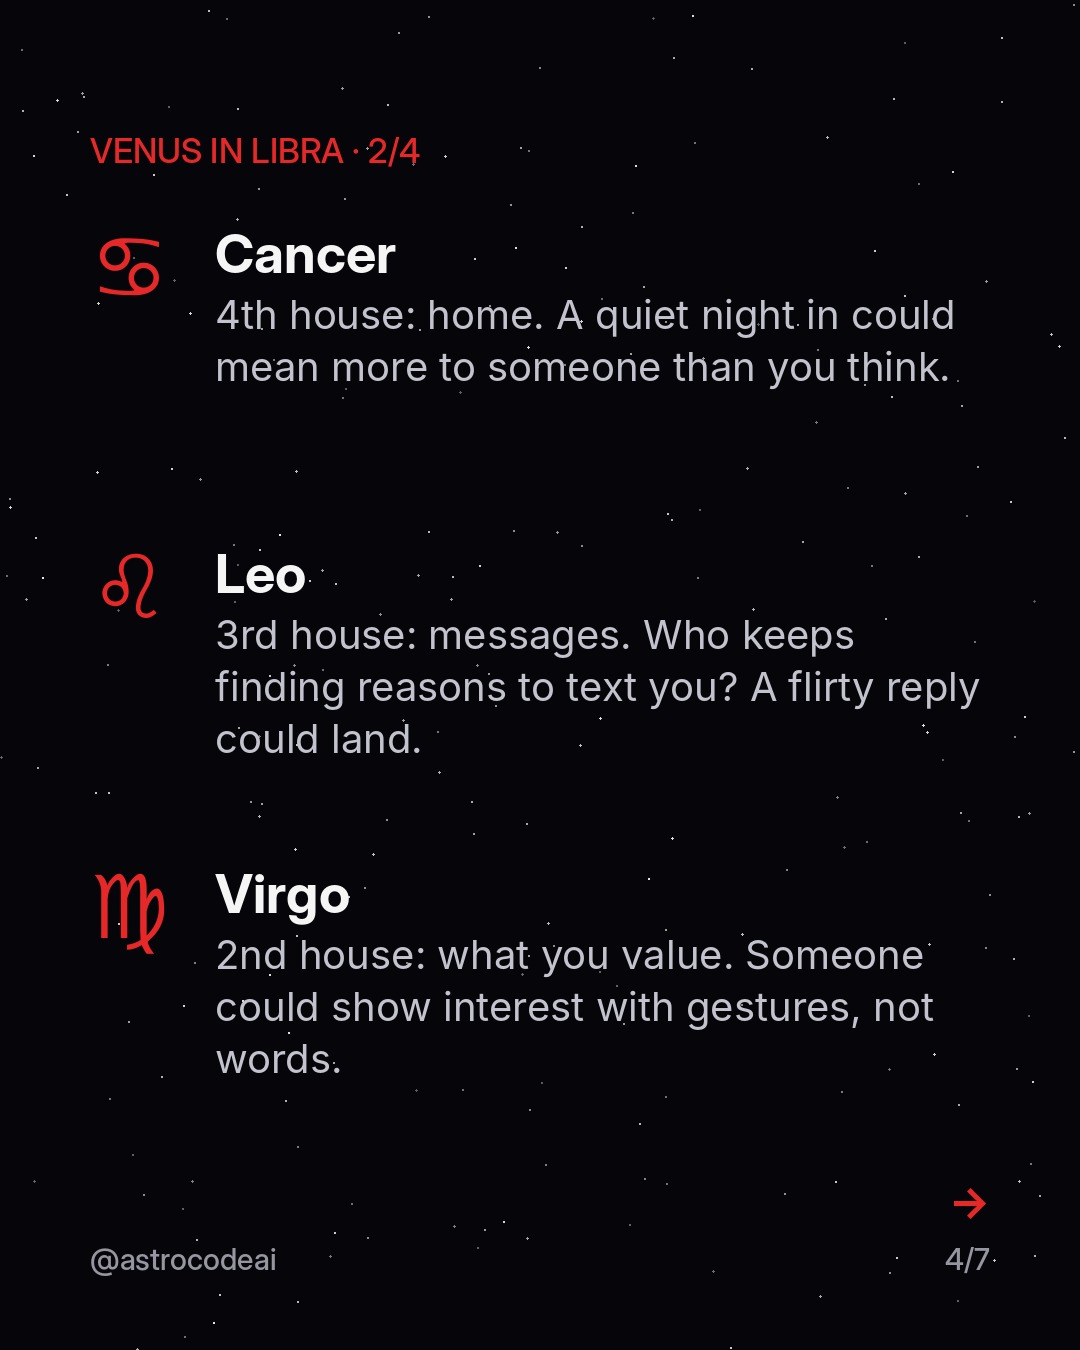 VENUS IN LIBRA · 2/4
♋ Cancer
4th house: home. A quiet night in could
mean more to someone than you think.
♌ Leo
3rd house: messages. Who keeps
finding reasons to text you? A flirty reply
could land.
♍ Virgo
2nd house: what you value. Someone
could show interest with gestures, not
words.
→
@astrocodeai
4/7